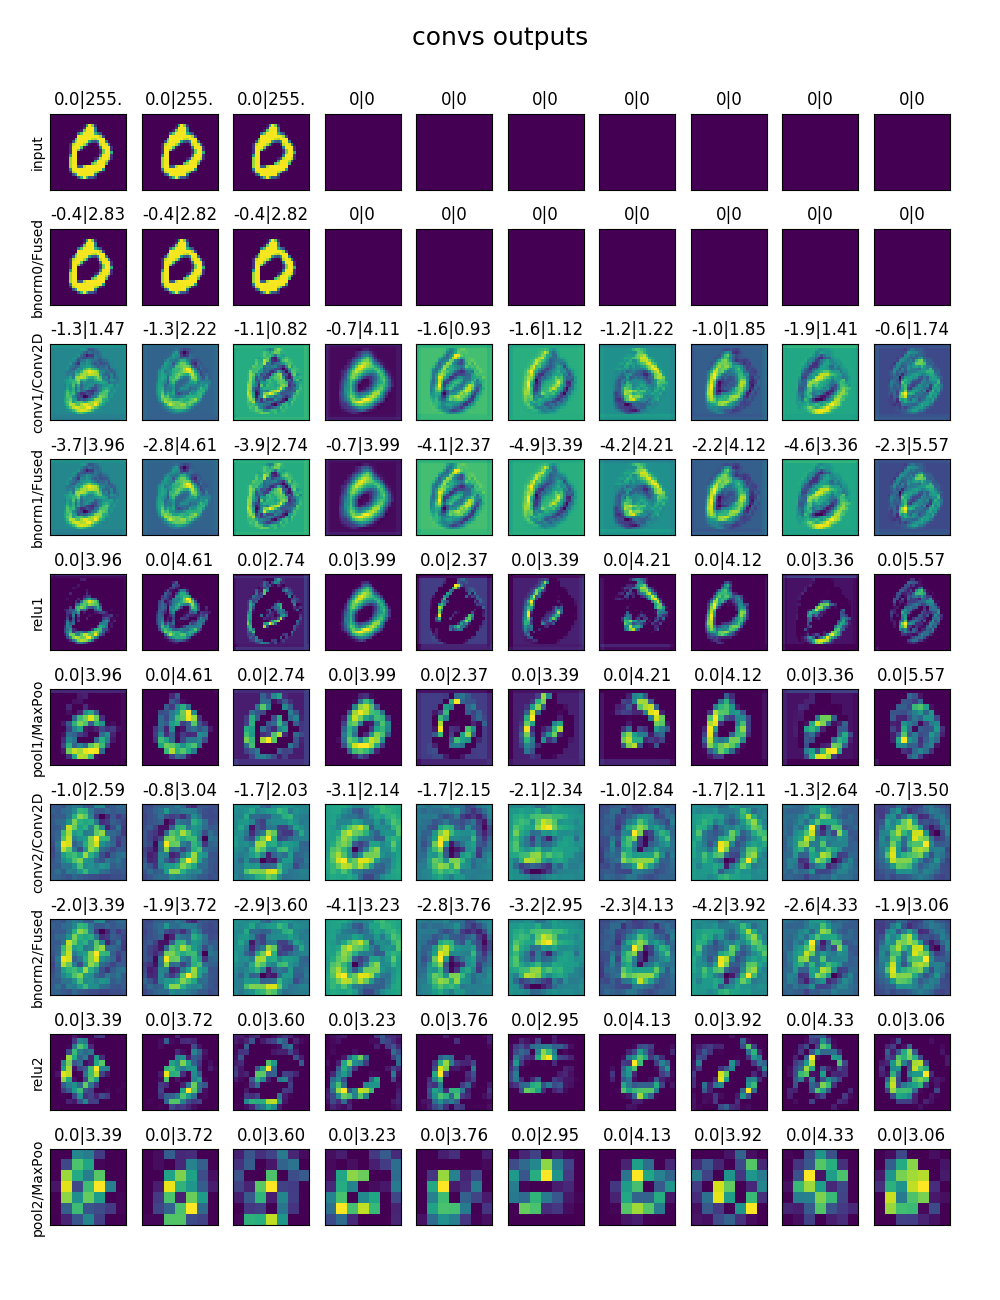 convs outputs
0.0|255. 0.0|255. 0.0|255. 0|0 0|0 0|0 0|0 0|0 0|0 0|0
input
-0.4|2.83 -0.4|2.82 -0.4|2.82 0|0 0|0 0|0 0|0 0|0 0|0 0|0
bnorm0/Fused
-1.3|1.47 -1.3|2.22 -1.1|0.82 -0.7|4.11 -1.6|0.93 -1.6|1.12 -1.2|1.22 -1.0|1.85 -1.9|1.41 -0.6|1.74
conv1/Conv2D
-3.7|3.96 -2.8|4.61 -3.9|2.74 -0.7|3.99 -4.1|2.37 -4.9|3.39 -4.2|4.21 -2.2|4.12 -4.6|3.36 -2.3|5.57
bnorm1/Fused
0.0|3.96 0.0|4.61 0.0|2.74 0.0|3.99 0.0|2.37 0.0|3.39 0.0|4.21 0.0|4.12 0.0|3.36 0.0|5.57
relu1
0.0|3.96 0.0|4.61 0.0|2.74 0.0|3.99 0.0|2.37 0.0|3.39 0.0|4.21 0.0|4.12 0.0|3.36 0.0|5.57
pool1/MaxPoo
-1.0|2.59 -0.8|3.04 -1.7|2.03 -3.1|2.14 -1.7|2.15 -2.1|2.34 -1.0|2.84 -1.7|2.11 -1.3|2.64 -0.7|3.50
conv2/Conv2D
-2.0|3.39 -1.9|3.72 -2.9|3.60 -4.1|3.23 -2.8|3.76 -3.2|2.95 -2.3|4.13 -4.2|3.92 -2.6|4.33 -1.9|3.06
bnorm2/Fused
0.0|3.39 0.0|3.72 0.0|3.60 0.0|3.23 0.0|3.76 0.0|2.95 0.0|4.13 0.0|3.92 0.0|4.33 0.0|3.06
relu2
0.0|3.39 0.0|3.72 0.0|3.60 0.0|3.23 0.0|3.76 0.0|2.95 0.0|4.13 0.0|3.92 0.0|4.33 0.0|3.06
pool2/MaxPoo